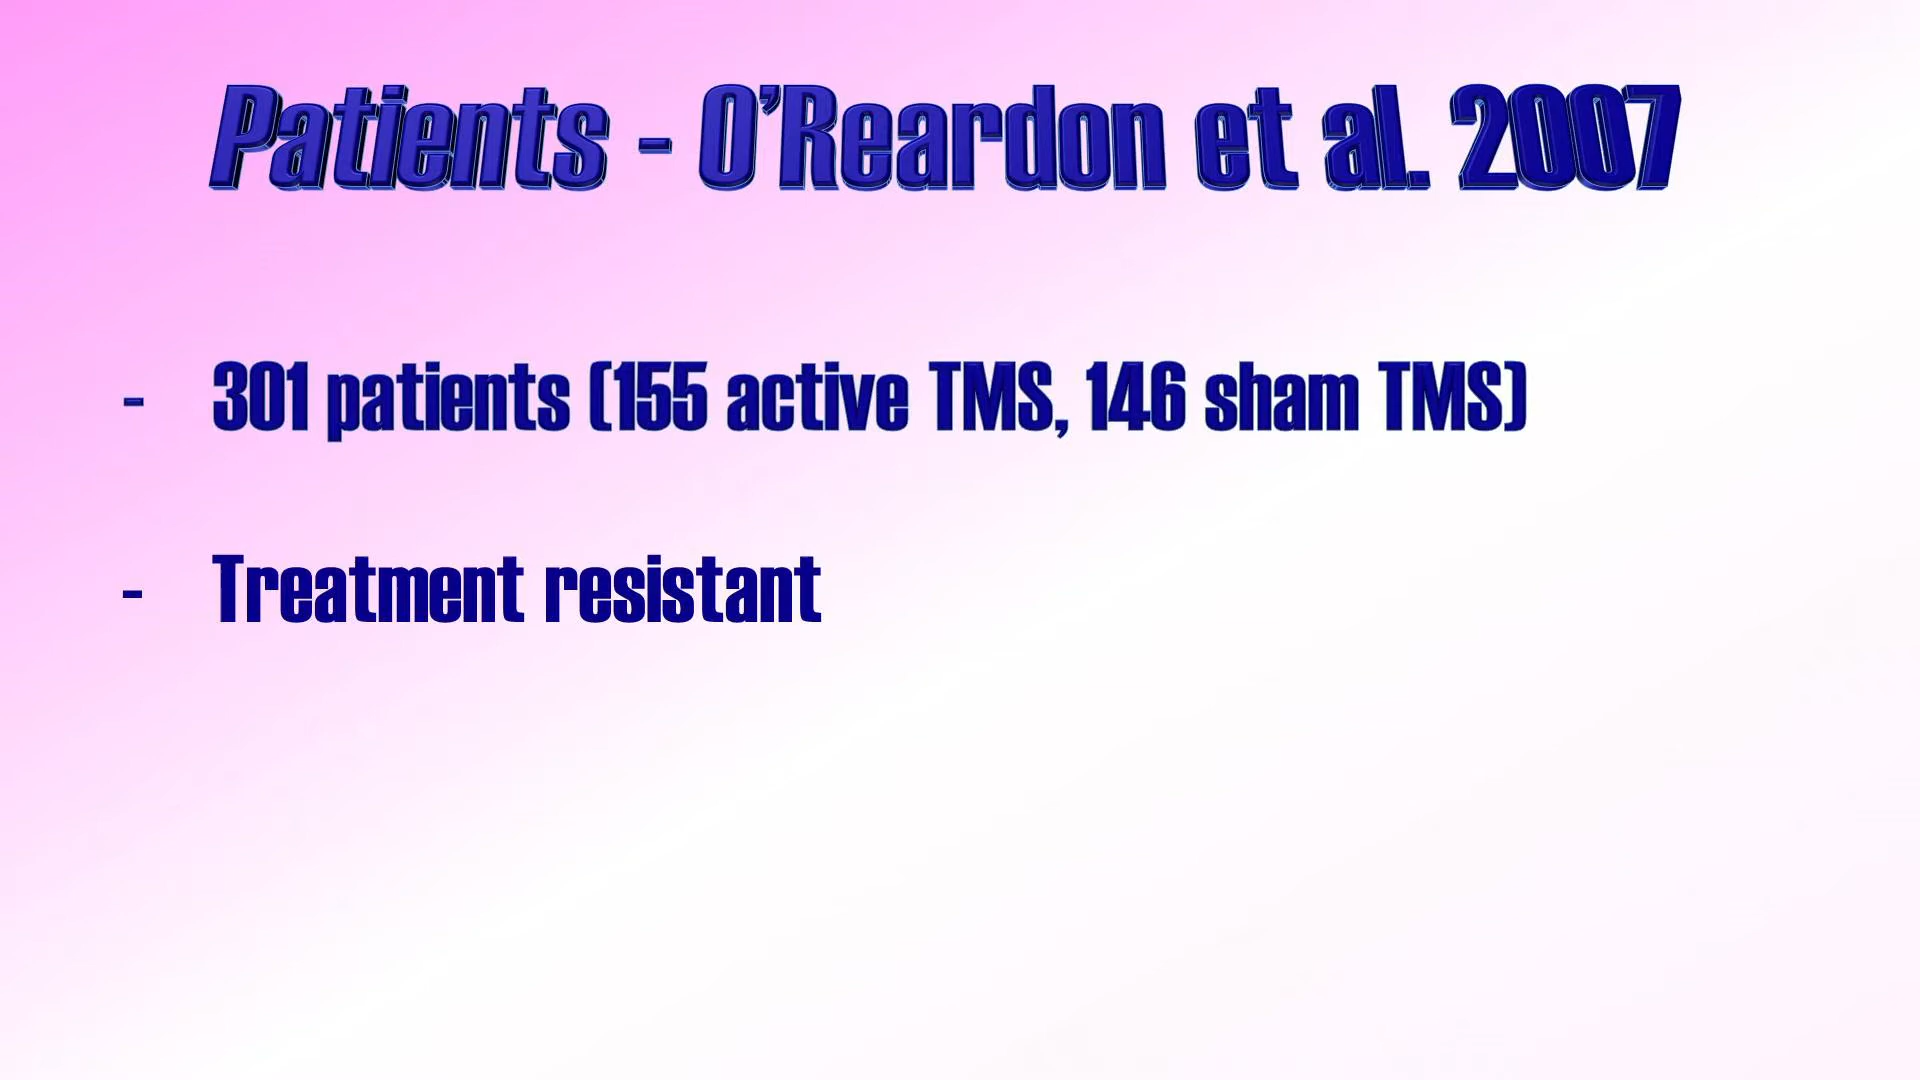 Patients - O’Reardon et al. 2007
- 301 patients (155 active TMS, 146 sham TMS)
- Treatment resistant